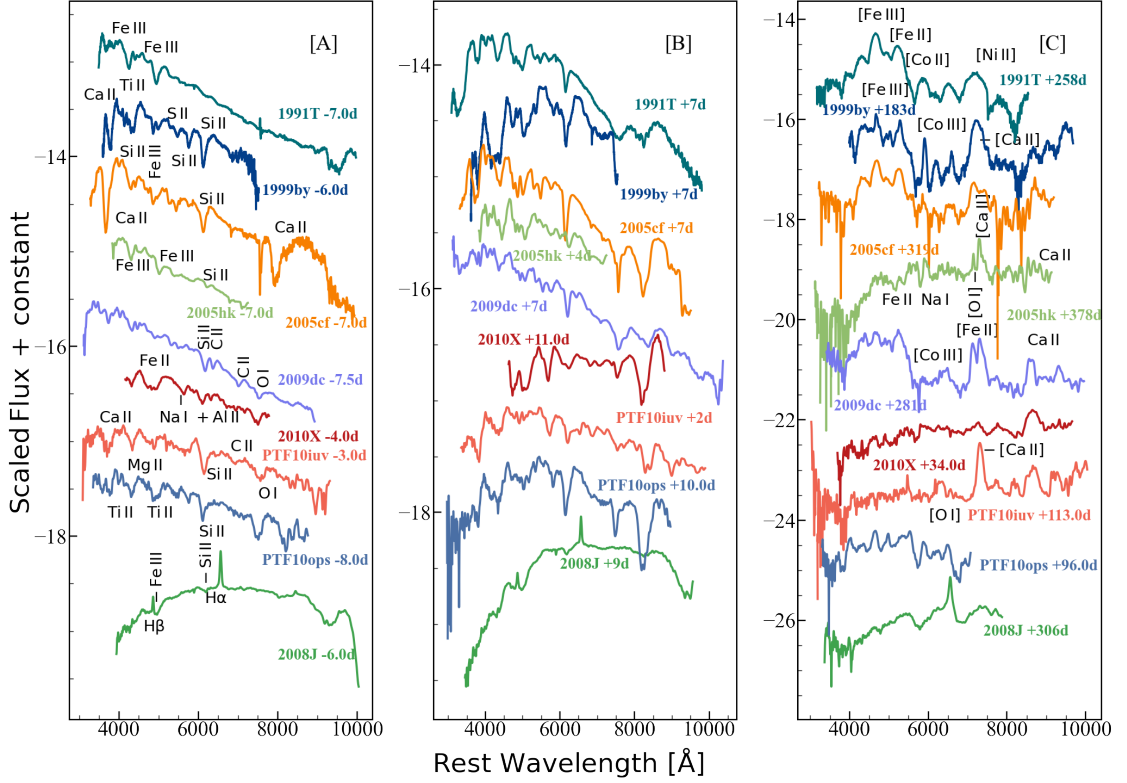 Scaled Flux + constant
[A]
Fe III
Fe III
1991T -7.0d
Ca II
Ti II
Si II
Si II
1999by -6.0d
Si II
Fe III
Si II
Si II
Ca II
Ca II
2005cf -7.0d
Fe III
Fe III
Si II
2005hk -7.0d
Si II
C II
C II
O I
2009dc -7.5d
Fe II
Na I + Al II
2010X -4.0d
Ca II
C II
Si II
O I
PTF10iuv -3.0d
Mg II
Ti II
Ti II
Si II
PTF10ops -8.0d
Fe III
Si II
Hα
Hβ
2008J -6.0d
−14
−16
−18
4000 6000 8000 10000
[B]
1991T +7d
1999by +7d
2005cf +7d
2005hk +4d
2009dc +7d
2010X +11.0d
PTF10iuv +2d
PTF10ops +10.0d
2008J +9d
−14
−16
−18
4000 6000 8000 10000
Rest Wavelength [Å]
[C]
[Fe III]
[Fe II]
[Co II]
[Ni II]
1991T +258d
[Fe III]
1999by +183d
[Co III]
[Ca II]
2005cf +319d
[Ca II]
Ca II
Fe II
Na I
[O I]
2005hk +378d
[Fe II]
[Co III]
Ca II
2009dc +281d
2010X +34.0d
[Ca II]
[O I]
PTF10iuv +113.0d
PTF10ops +96.0d
2008J +306d
−14
−16
−18
−20
−22
−24
−26
4000 6000 8000 10000